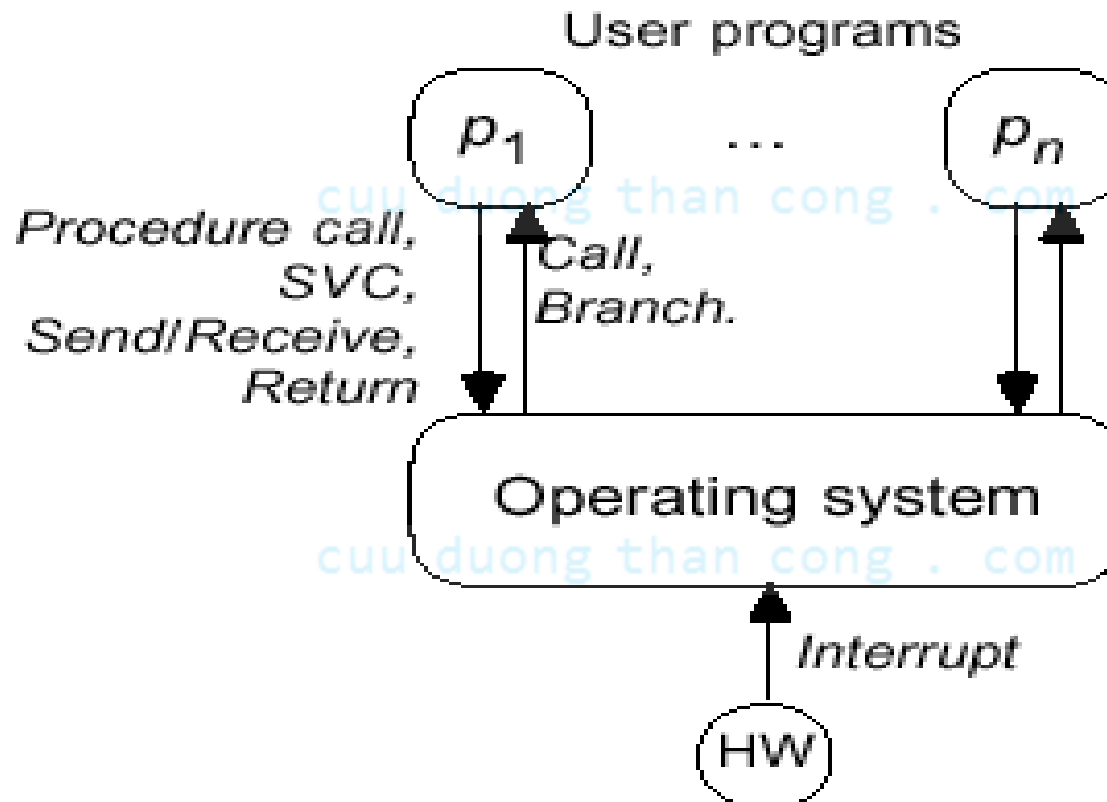 User programs
p1 ... pn
cuu duong than cong . com
Procedure call,
SVC,
Send/Receive,
Return
Call,
Branch.
Operating system
cuu duong than cong . com
Interrupt
HW